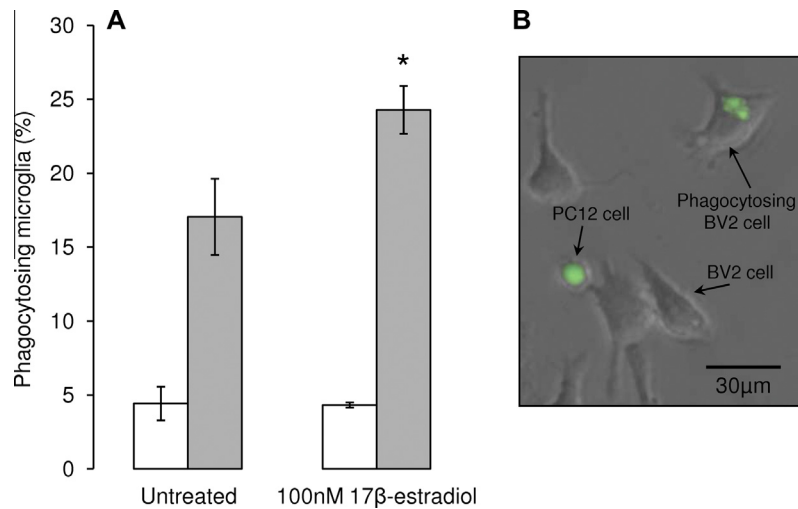 A
30
25
20
15
10
5
0
Phagocytosing microglia (%)
*
Untreated
100nM 17β-estradiol
B
Phagocytosing
BV2 cell
PC12 cell
BV2 cell
30μm